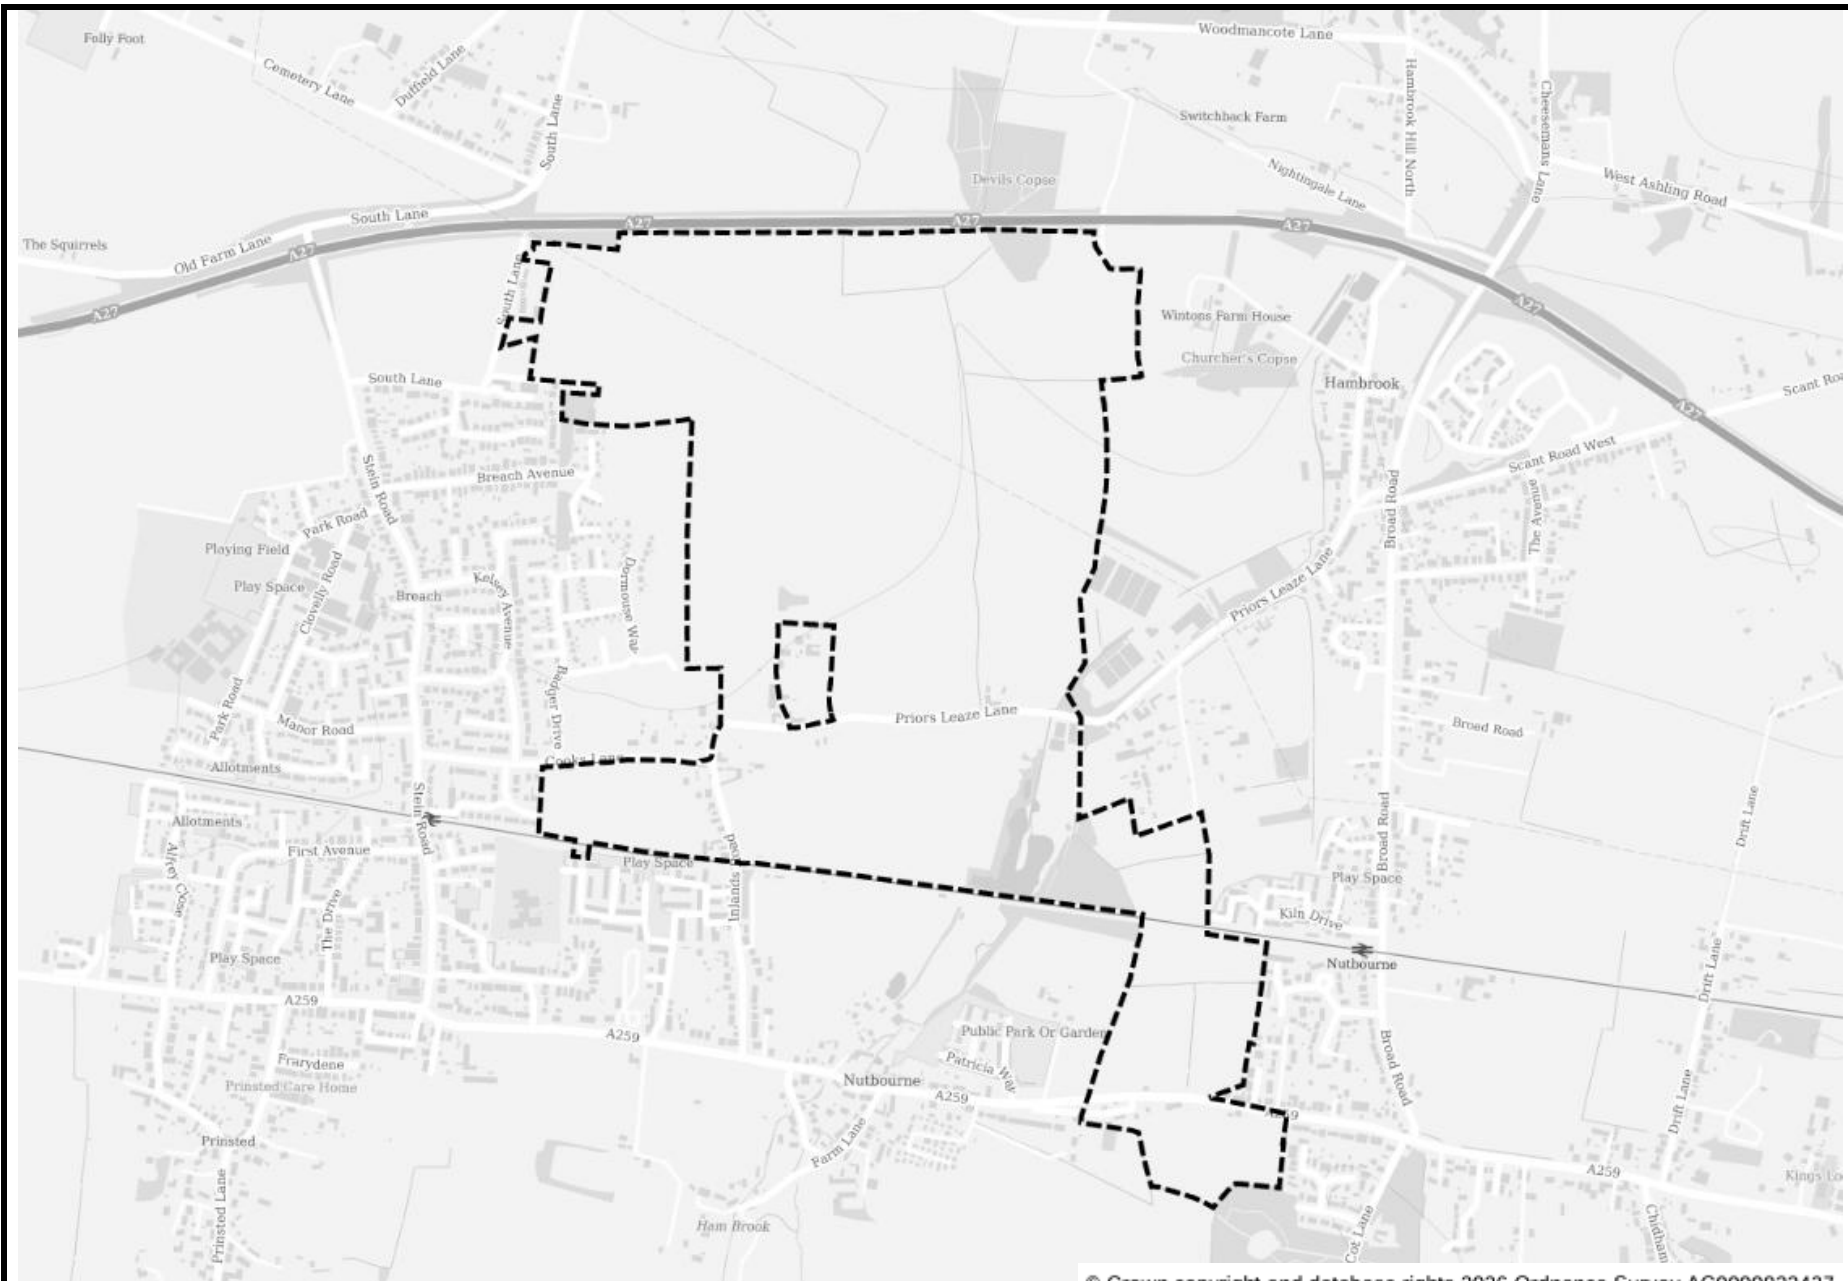 Folly Foot
Cemetery Lane
Duffield Lane
South Lane
Woodmancote Lane
Hambrook Hill North
Cheesemans Lane
Switchback Farm
Nightingale Lane
West Ashling Road
Devils Copse
South Lane
The Squirrels
Old Farm Lane
A27
A27
A27
A27
A27
A27
A27
South Lane
Wintons Farm House
Churcher's Copse
Hambrook
South Lane
Scant
Stein Road
Breach Avenue
Scant Road West
Broad Road
The Avenue
Park Road
Playing Field
Play Space
Clovelly Road
Breach
Kelsey Avenue
Dormouse
Priors Leaze Lane
Park Road
Manor Road
Badger Drive
Priors Leaze Lane
Broad Road
Cooks Lane
Allotments
Stein Road
Allotments
First Avenue
Alfrey Close
The Drive
Play Space
Inlands Road
Broad Road
Play Space
Drift Lane
Kiln Drive
Nutbourne
Play Space
Drift Lane
A259
A259
Public Park Or Garden
Patricia
Frarydene
Prinsted Care Home
Nutbourne
A259
Broad Road
Drift Lane
Prinsted
Farm Lane
A259
Kings
Prinsted Lane
Ham Brook
Cot Lane
Chidham